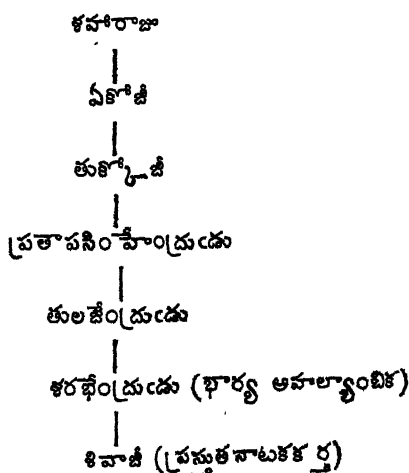 శహారాజు
ఏకోజీ
తుక్కోజీ
ప్రతాపసింహేంద్రుఁడు
తులజేంద్రుఁడు
శరభేంద్రుఁడు (భార్య అహల్యాంబిక)
శివాజీ (ప్రస్తుతనాటకకర్త)